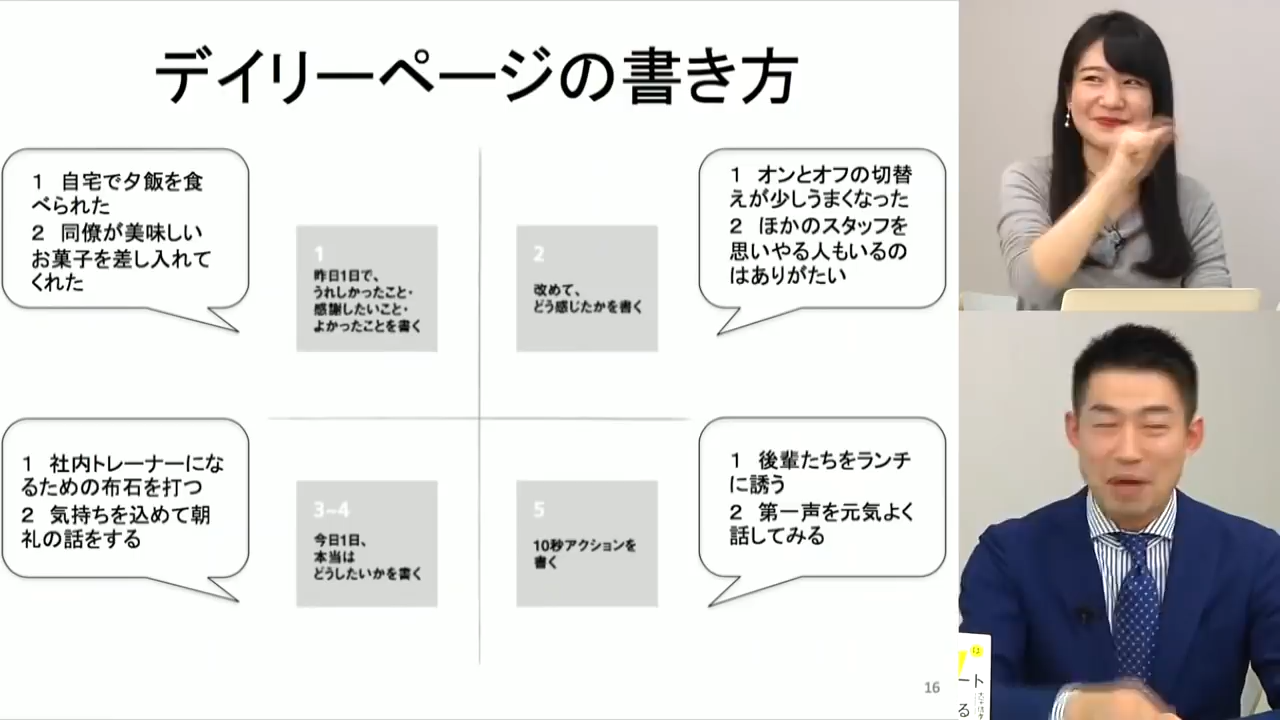 デイリーページの書き方
1　自宅で夕飯を食
べられた
2　同僚が美味しい
お菓子を差し入れて
くれた
1
昨日1日で、
うれしかったこと・
感謝したいこと・
よかったことを書く
2
改めて、
どう感じたかを書く
1　オンとオフの切替
えが少しうまくなった
2　ほかのスタッフを
思いやる人もいるの
はありがたい
1　社内トレーナーにな
るための布石を打つ
2　気持ちを込めて朝
礼の話をする
3~4
今日1日、
本当は
どうしたいかを書く
5
10秒アクションを
書く
1　後輩たちをランチ
に誘う
2　第一声を元気よく
話してみる
16
は
ート
る